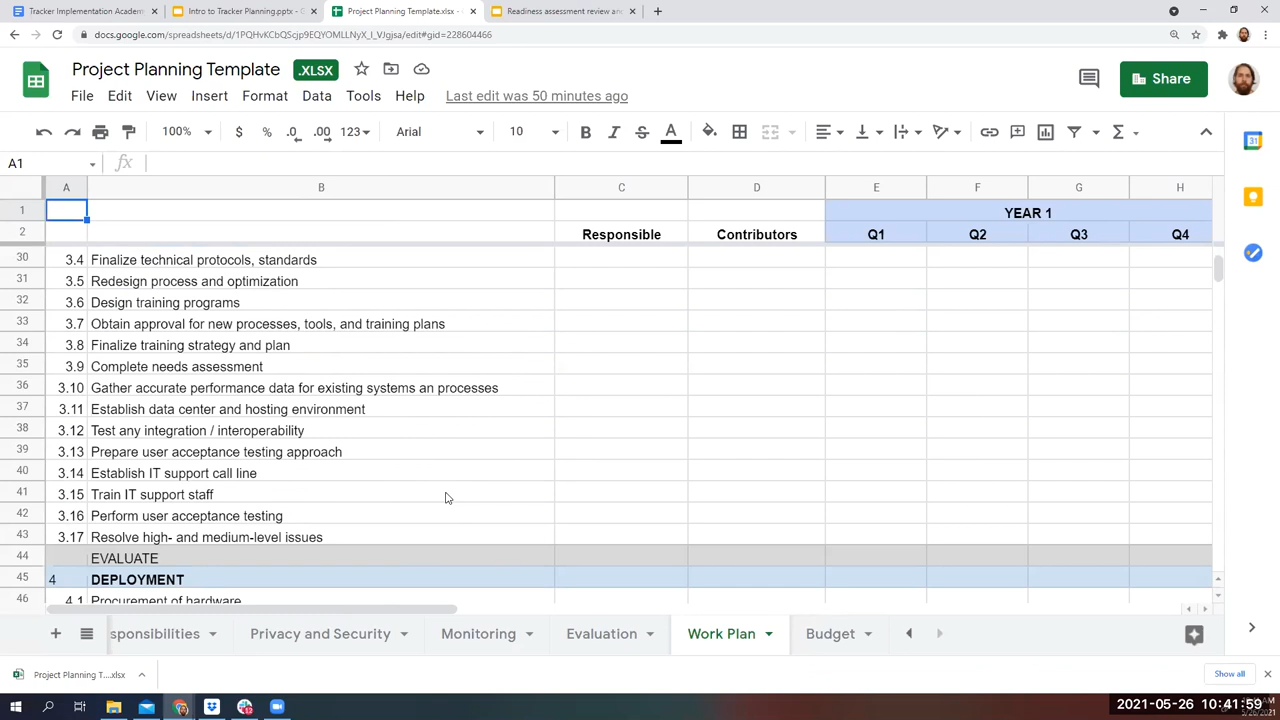 Tracker Implementation Academ
Intro to Tracker Planning.pptx - G
Project Planning Template.xlsx -
Readiness assessment review and
docs.google.com/spreadsheets/d/1PQHvKCbQScjp9EQYOMLLNyX_l_VJgjsa/edit#gid=228604466
Project Planning Template .XLSX
Share
File Edit View Insert Format Data Tools Help Last edit was 50 minutes ago
100% $ % .0 .00 123 Arial 10 B I S A
A1 fx
A B C D E F G H
1 YEAR 1
2 Responsible Contributors Q1 Q2 Q3 Q4
30 3.4 Finalize technical protocols, standards
31 3.5 Redesign process and optimization
32 3.6 Design training programs
33 3.7 Obtain approval for new processes, tools, and training plans
34 3.8 Finalize training strategy and plan
35 3.9 Complete needs assessment
36 3.10 Gather accurate performance data for existing systems an processes
37 3.11 Establish data center and hosting environment
38 3.12 Test any integration / interoperability
39 3.13 Prepare user acceptance testing approach
40 3.14 Establish IT support call line
41 3.15 Train IT support staff
42 3.16 Perform user acceptance testing
43 3.17 Resolve high- and medium-level issues
44 EVALUATE
45 4 DEPLOYMENT
46 4.1 Procurement of hardware
sponsibilities Privacy and Security Monitoring Evaluation Work Plan Budget
Project Planning T....xlsx
Show all
2021-05-26 10:41:59